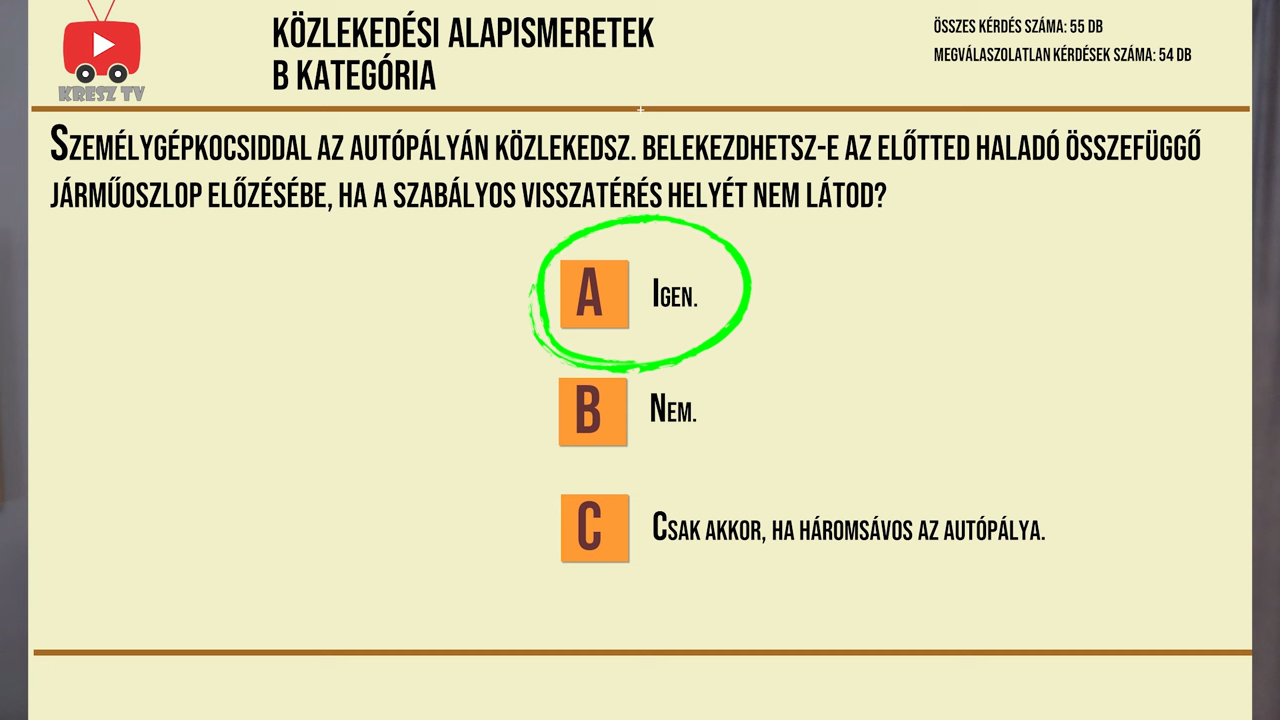 KRESZ TV
KÖZLEKEDÉSI ALAPISMERETEK
B KATEGÓRIA
ÖSSZES KÉRDÉS SZÁMA: 55 DB
MEGVÁLASZOLATLAN KÉRDÉSEK SZÁMA: 54 DB
SZEMÉLYGÉPKOCSIDDAL AZ AUTÓPÁLYÁN KÖZLEKEDSZ. BELEKEZDHETSZ-E AZ ELŐTTED HALADÓ ÖSSZEFÜGGŐ
JÁRMŰOSZLOP ELŐZÉSÉBE, HA A SZABÁLYOS VISSZATÉRÉS HELYÉT NEM LÁTOD?
A IGEN.
B NEM.
C CSAK AKKOR, HA HÁROMSÁVOS AZ AUTÓPÁLYA.